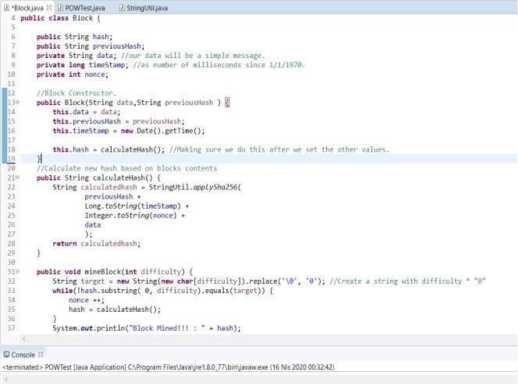 *Block.java POWTest.java StringUtil.java
4 public class Block {
5
6 public String hash;
7 public String previousHash;
8 private String data; //our data will be a simple message.
9 private long timeStamp; //as number of milliseconds since 1/1/1970.
10 private int nonce;
11
12 //Block Constructor.
13 public Block(String data,String previousHash ) {
14 this.data = data;
15 this.previousHash = previousHash;
16 this.timeStamp = new Date().getTime();
17
18 this.hash = calculateHash(); //Making sure we do this after we set the other values.
19 }
20 //Calculate new hash based on blocks contents
21 public String calculateHash() {
22 String calculatedhash = StringUtil.applySha256(
23 previousHash +
24 Long.toString(timeStamp) +
25 Integer.toString(nonce) +
26 data
27 );
28 return calculatedhash;
29 }
30
31 public void mineBlock(int difficulty) {
32 String target = new String(new char[difficulty]).replace('\0', '0'); //Create a string with difficulty * "0"
33 while(!hash.substring( 0, difficulty).equals(target)) {
34 nonce ++;
35 hash = calculateHash();
36 }
37 System.out.println("Block Mined!!! : " + hash);
Console
<terminated> POWTest [Java Application] C:\Program Files\Java\jre1.8.0_77\bin\javaw.exe (16 Nis 2020 00:32:42)